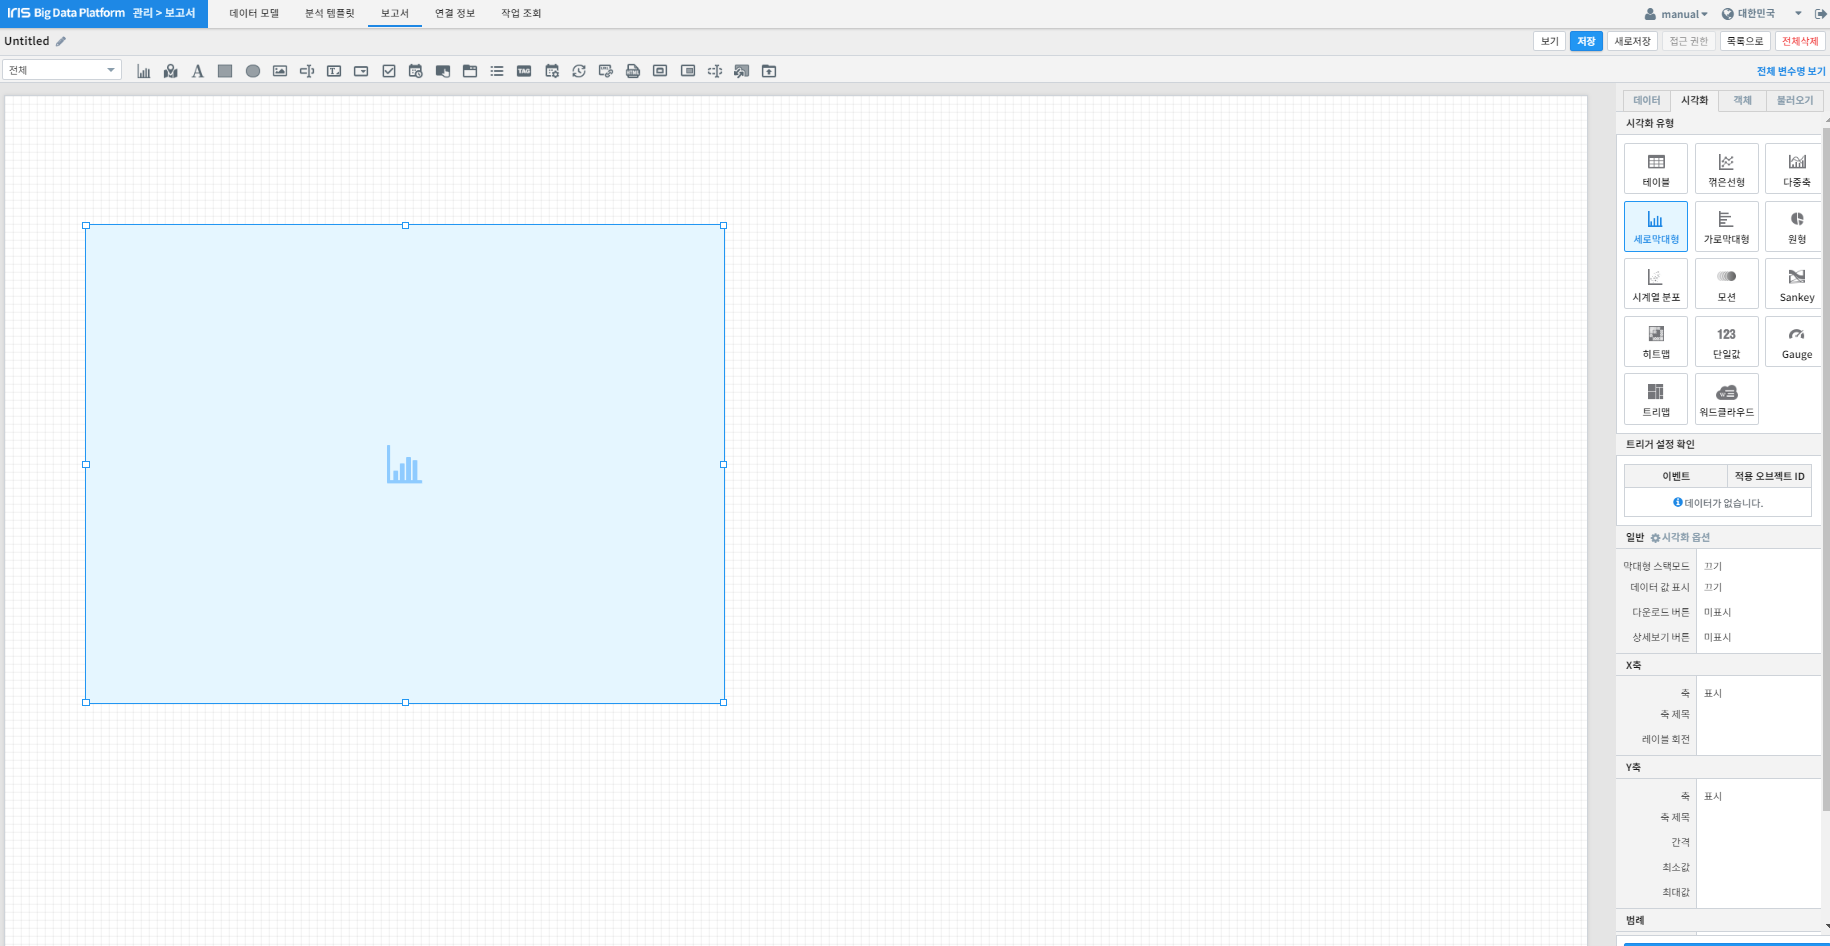 IRIS Big Data Platform 관리 > 보고서
데이터 모델 분석 템플릿 보고서 연결 정보 작업 조회
manual 대한민국
Untitled
보기 저장 새로저장 접근 권한 목록으로 전체삭제
전체
A TAG HTML
전체 변수명 보기
데이터 시각화 객체 불러오기
시각화 유형
테이블 꺾은선형 다중축
세로막대형 가로막대형 원형
시계열 분포 모션 Sankey
123
히트맵 단일값 Gauge
W
트리맵 워드클라우드
트리거 설정 확인
이벤트 적용 오브젝트 ID
데이터가 없습니다.
일반 시각화 옵션
막대형 스택모드 끄기
데이터 값 표시 끄기
다운로드 버튼 미표시
상세보기 버튼 미표시
X축
축 표시
축 제목
레이블 회전
Y축
축 표시
축 제목
간격
최소값
최대값
범례